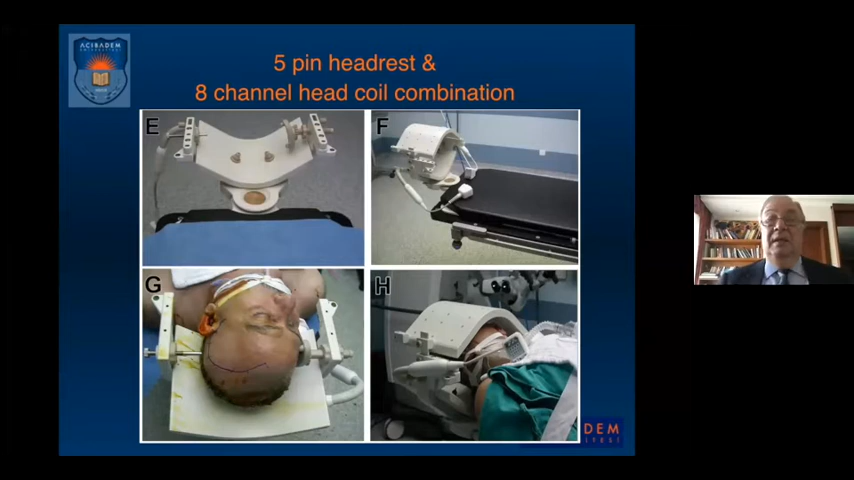 ACIBADEM
5 pin headrest &
8 channel head coil combination
E
F
G
H
DEM